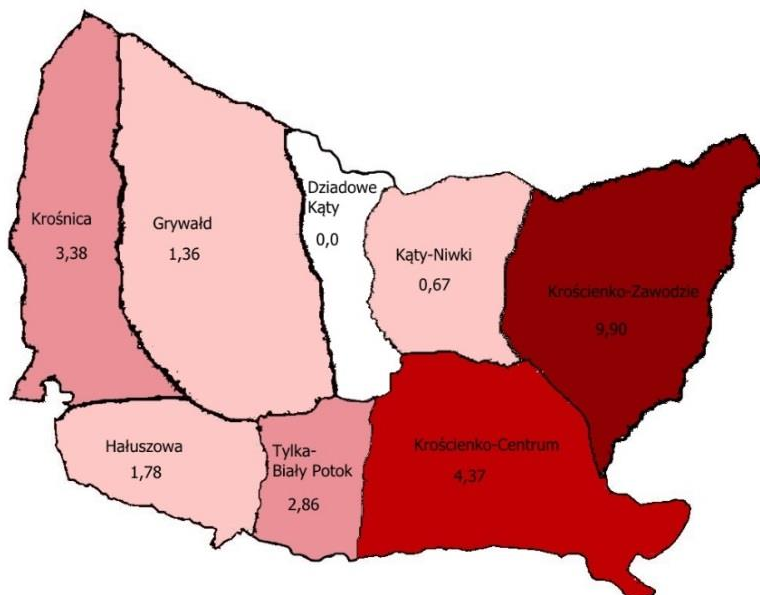 Krośnica
3,38
Grywałd
1,36
Dziadowe
Kąty
0,0
Kąty-Niwki
0,67
Krościenko-Zawodzie
9,90
Hałuszowa
1,78
Tylka-
Biały Potok
2,86
Krościenko-Centrum
4,37